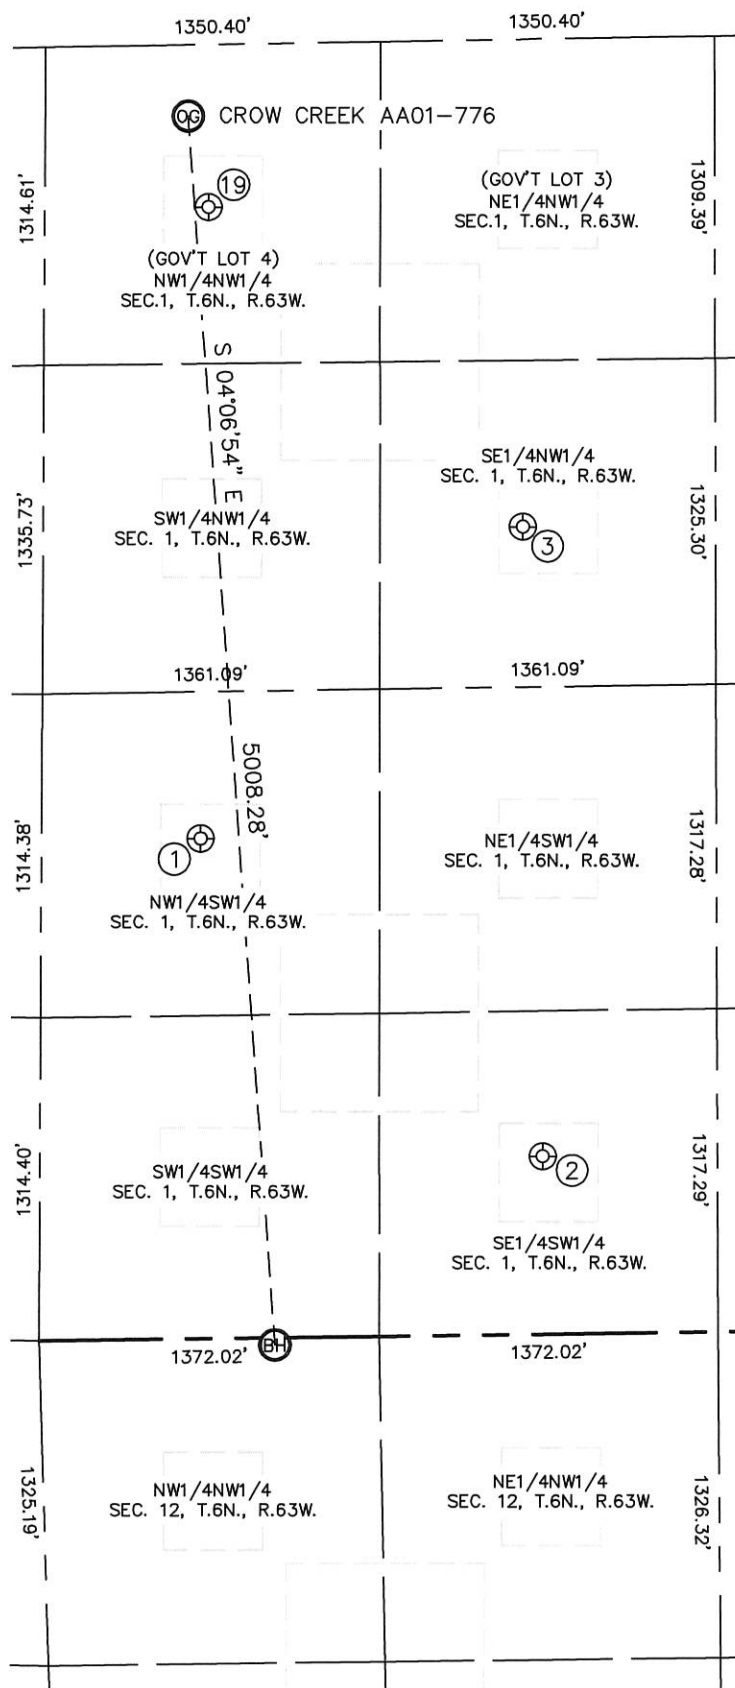 1350.40'
1350.40'
OG CROW CREEK AA01-776
19
1314.61'
(GOV'T LOT 3)
NE1/4NW1/4
SEC.1, T.6N., R.63W.
1309.39'
(GOV'T LOT 4)
NW1/4NW1/4
SEC.1, T.6N., R.63W.
S 04°06'54" E
SE1/4NW1/4
SEC. 1, T.6N., R.63W.
1335.73'
SW1/4NW1/4
SEC. 1, T.6N., R.63W.
3
1325.30'
1361.09'
1361.09'
5008.28'
1314.38'
1
NW1/4SW1/4
SEC. 1, T.6N., R.63W.
NE1/4SW1/4
SEC. 1, T.6N., R.63W.
1317.28'
1314.40'
SW1/4SW1/4
SEC. 1, T.6N., R.63W.
2
SE1/4SW1/4
SEC. 1, T.6N., R.63W.
1317.29'
BH
1372.02'
1372.02'
1325.19'
NW1/4NW1/4
SEC. 12, T.6N., R.63W.
NE1/4NW1/4
SEC. 12, T.6N., R.63W.
1326.32'